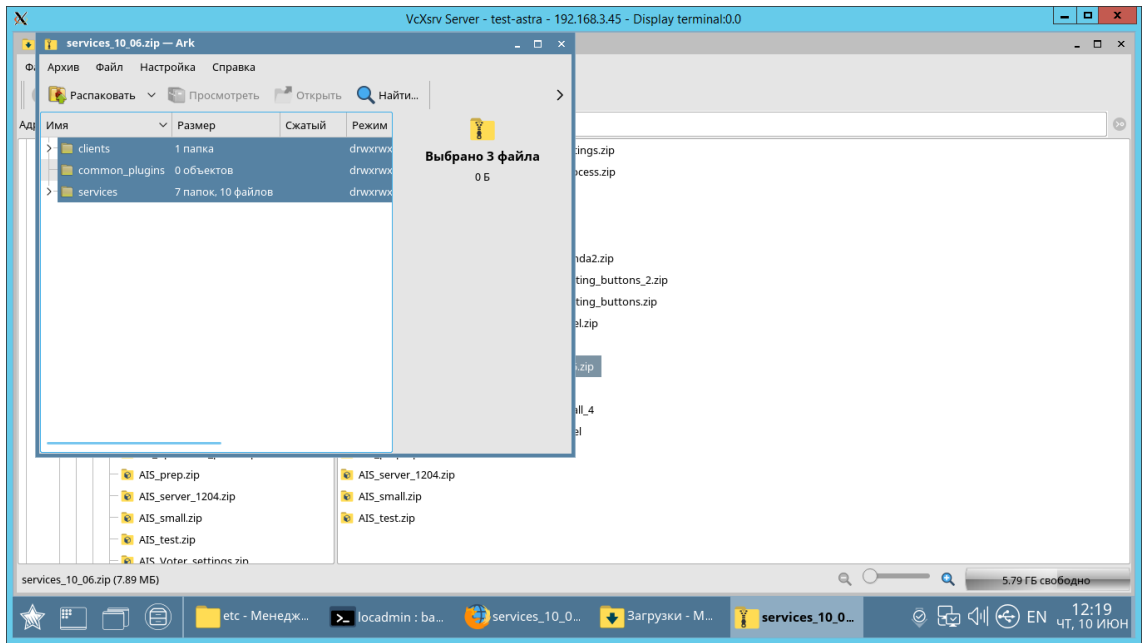 VcXsrv Server - test-astra - 192.168.3.45 - Display terminal:0.0
services_10_06.zip — Ark
Архив Файл Настройка Справка
Распаковать Просмотреть Открыть Найти...
Имя Размер Сжатый Режим
clients 1 папка drwxrwx
common_plugins 0 объектов drwxrwx
services 7 папок, 10 файлов drwxrwx
Выбрано 3 файла
0 Б
ings.zip
ocess.zip
nda2.zip
ting_buttons_2.zip
ting_buttons.zip
el.zip
.zip
all_4
el
AIS_prep.zip
AIS_server_1204.zip
AIS_small.zip
AIS_test.zip
AIS_Voter_settings.zip
AIS_server_1204.zip
AIS_small.zip
AIS_test.zip
services_10_06.zip (7.89 МБ)
5.79 ГБ свободно
etc - Менедж...
locadmin : ba...
services_10_0...
Загрузки - М...
services_10_0...
EN
12:19
ЧТ, 10 ИЮН